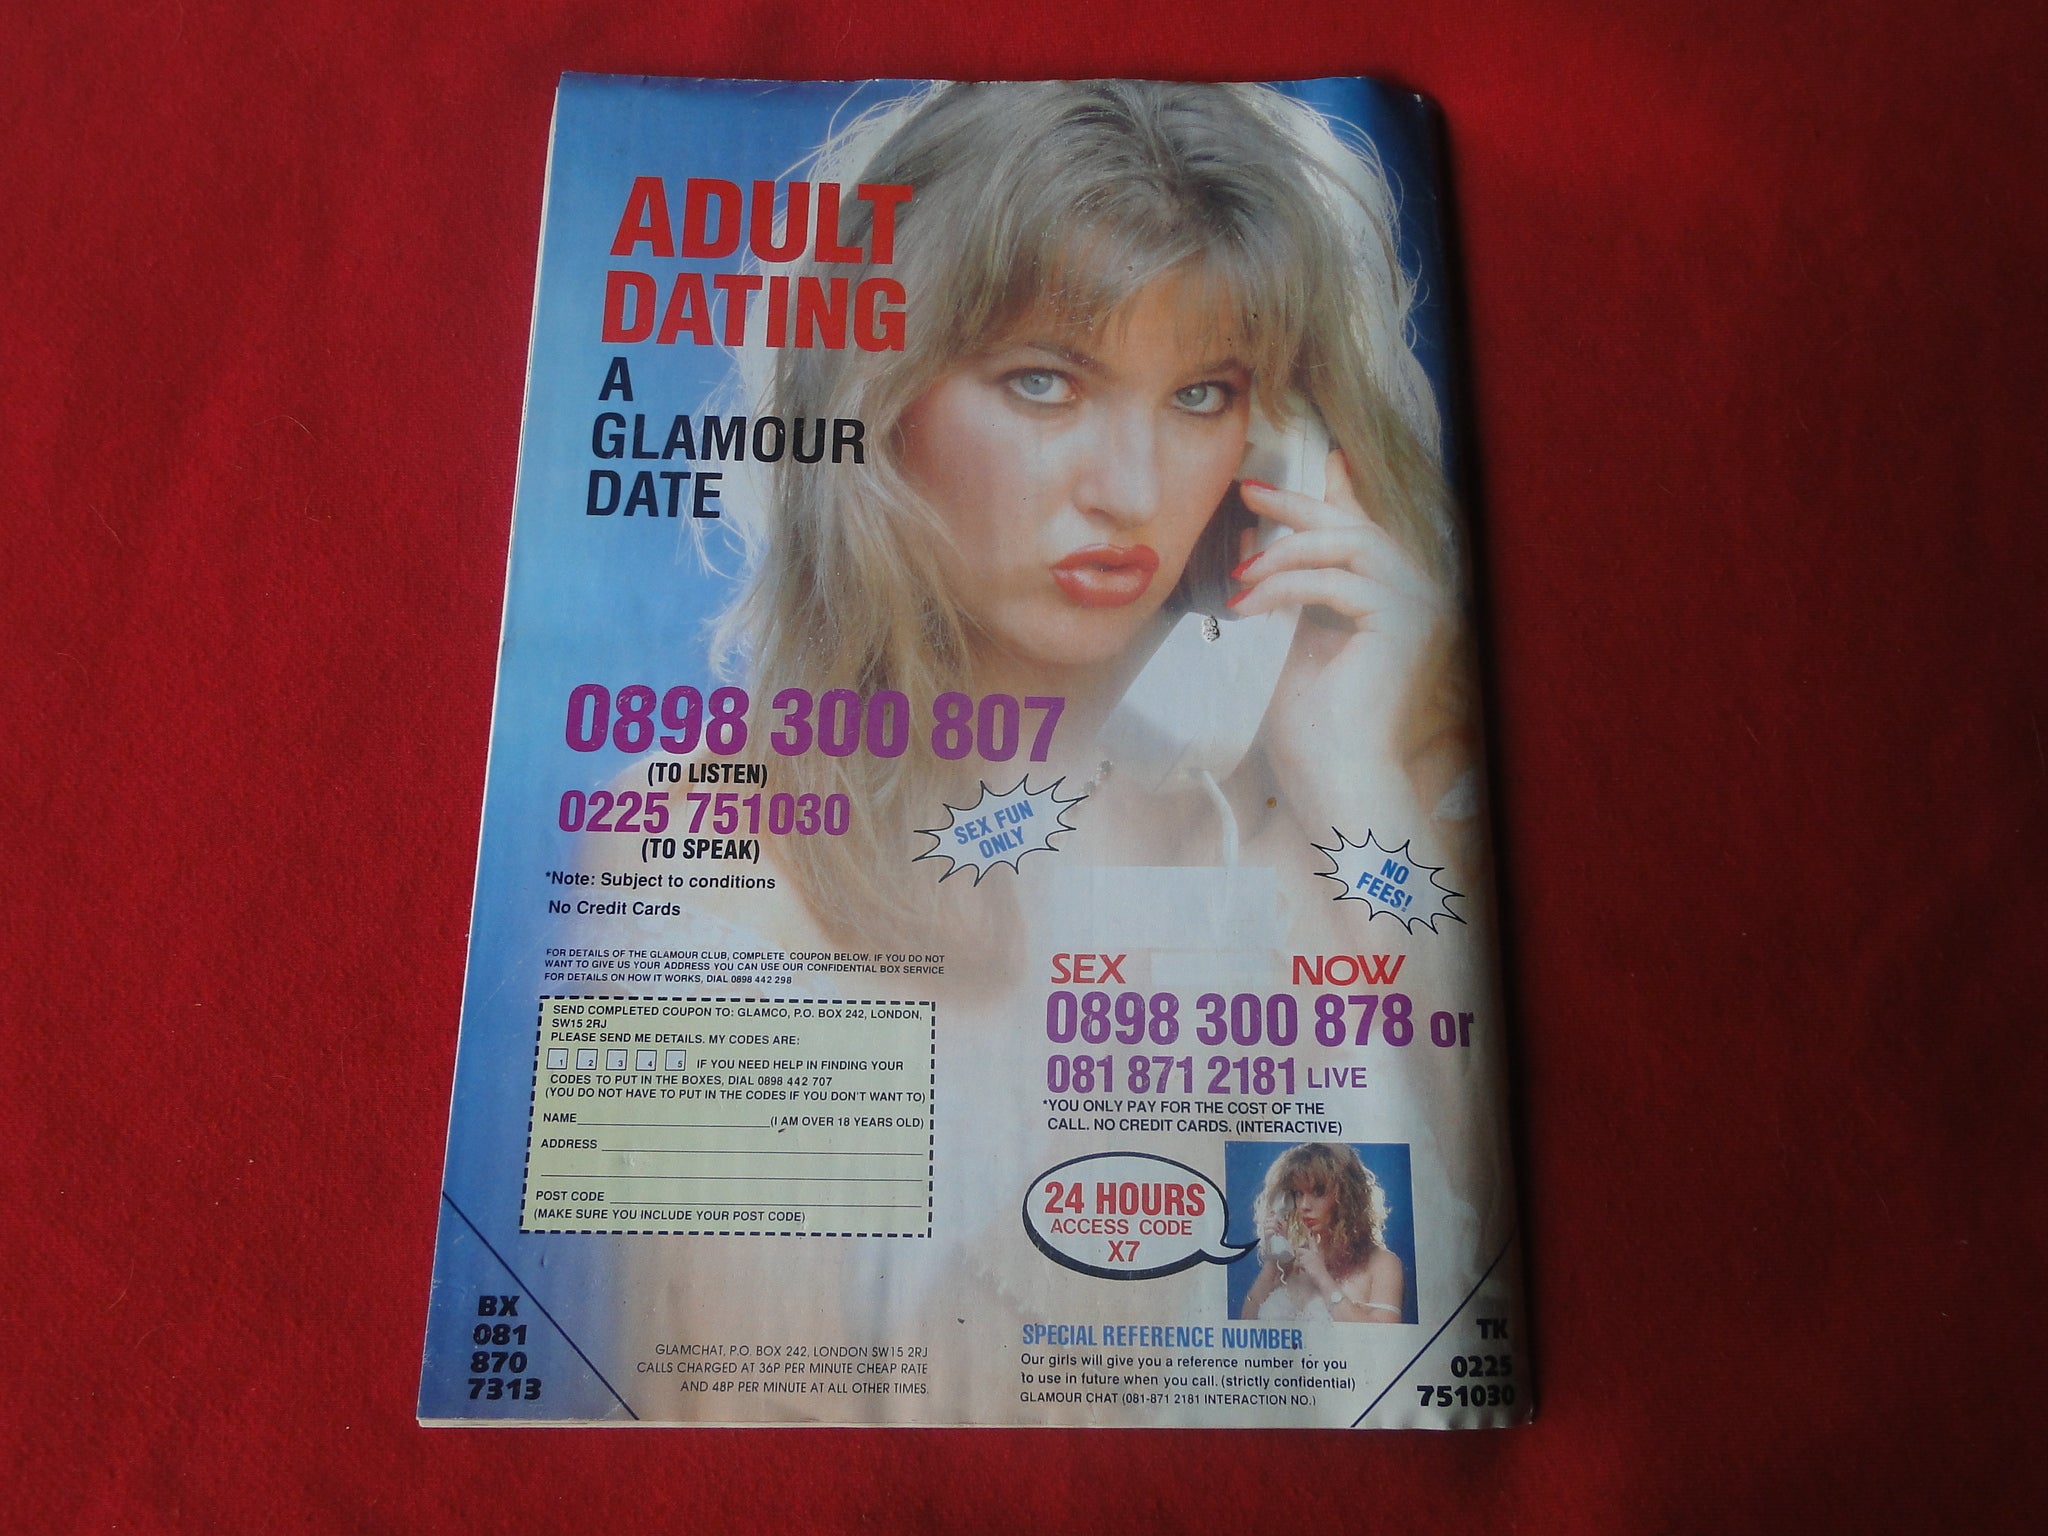 ADULT
DATING
A
GLAMOUR
DATE
0898 300 807
(TO LISTEN)
0225 751030
(TO SPEAK)
*Note: Subject to conditions
No Credit Cards
SEX FUN
ONLY
NO
FEES!
FOR DETAILS OF THE GLAMOUR CLUB, COMPLETE COUPON BELOW. IF YOU DO NOT
WANT TO GIVE US YOUR ADDRESS YOU CAN USE OUR CONFIDENTIAL BOX SERVICE
FOR DETAILS ON HOW IT WORKS, DIAL 0898 442 298
SEND COMPLETED COUPON TO: GLAMCO, P.O. BOX 242, LONDON,
SW15 2RJ
PLEASE SEND ME DETAILS. MY CODES ARE:
1 2 3 4 5 IF YOU NEED HELP IN FINDING YOUR
CODES TO PUT IN THE BOXES, DIAL 0898 442 707
(YOU DO NOT HAVE TO PUT IN THE CODES IF YOU DON'T WANT TO)
NAME (I AM OVER 18 YEARS OLD)
ADDRESS
POST CODE
(MAKE SURE YOU INCLUDE YOUR POST CODE)
SEX NOW
0898 300 878 or
081 871 2181 LIVE
*YOU ONLY PAY FOR THE COST OF THE
CALL. NO CREDIT CARDS. (INTERACTIVE)
24 HOURS
ACCESS CODE
X7
SPECIAL REFERENCE NUMBER
Our girls will give you a reference number for you
to use in future when you call. (strictly confidential)
GLAMOUR CHAT (081-871 2181 INTERACTION NO.)
GLAMCHAT, P.O. BOX 242, LONDON SW15 2RJ
CALLS CHARGED AT 36P PER MINUTE CHEAP RATE
AND 48P PER MINUTE AT ALL OTHER TIMES.
BX
081
870
7313
TK
0225
751030